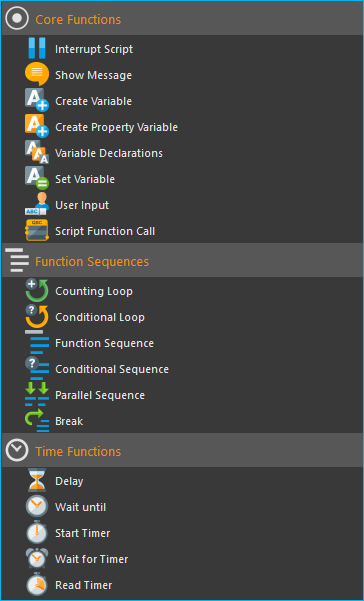 Core Functions
Interrupt Script
Show Message
Create Variable
Create Property Variable
Variable Declarations
Set Variable
User Input
Script Function Call
Function Sequences
Counting Loop
Conditional Loop
Function Sequence
Conditional Sequence
Parallel Sequence
Break
Time Functions
Delay
Wait until
Start Timer
Wait for Timer
Read Timer